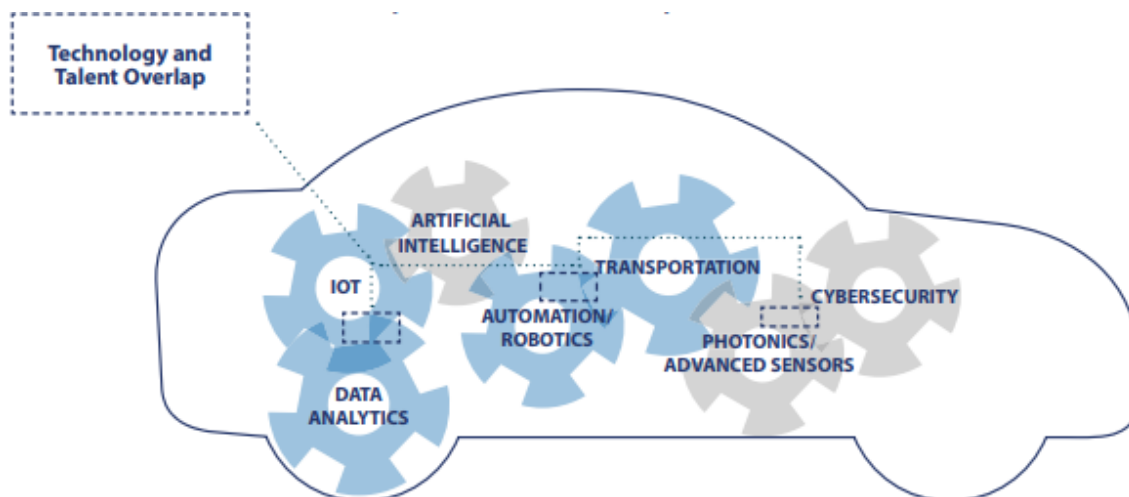 Technology and
Talent Overlap
ARTIFICIAL
INTELLIGENCE
IOT
TRANSPORTATION
CYBERSECURITY
AUTOMATION/
ROBOTICS
PHOTONICS/
ADVANCED SENSORS
DATA
ANALYTICS